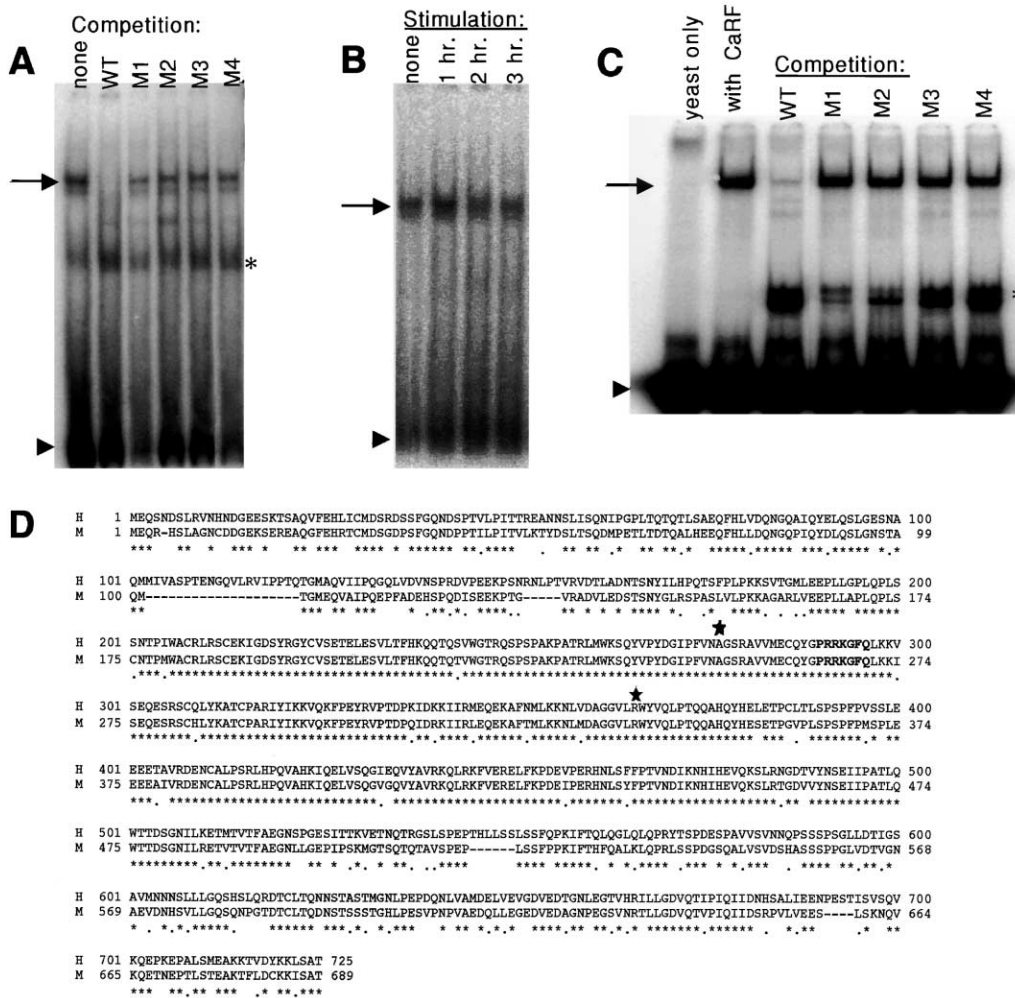 A
Competition:
none WT M1 M2 M3 M4
*
B
Stimulation:
none 1 hr. 2 hr. 3 hr.
C
yeast only with CaRF
Competition:
WT M1 M2 M3 M4
*
D
H 1 MEQSNDSLRVNHNDGEESKTSAQVFEHLICMDSRDSSFGQNDSPTVLPITTREANNSLISQNIPGPLTQTQTLSAEQFHLVDQNGQAIQYELQSLGESNA 100
M 1 MEQR-HSLAGNCDDGEKSEREAQGFEHRTCMDSGDPSFGQNDPPTILPITVLKTYDSLTSQDMPETLTDTQALHEEQFHLLDQNGQPIQYDLQSLGNSTA 99
H 101 QMMIVASPTENGQVLRVIPPTQTGMAQVIIPQGQLVDVNSPRDVPEEKPSNRNLPTVRVDTLADNTSNYILHPQTSFPLPKKSVTGMLEEPLLGPLQPLS 200
M 100 QM--------------------TGMEQVAIPQEPFADEHSPQDISEEKPTG-----VRADVLEDSTSNYGLRSPASLVLPKKAGARLVEEPLLAPLQPLS 174
H 201 SNTPIWACRLRSCEKIGDSYRGYCVSETELESVLTFHKQQTQSVWGTRQSPSPAKPATRLMWKSQYVPYDGIPFVNAGSRAVVMECQYGPRRKGFQLKKV 300
M 175 CNTPMWACRLRSCEKIGDSYRGYCVSETELESVLTFHKQQTQTVWGTRQSPSPAKPATRLMWKSQYVPYDGIPFVNAGSRAVVMECQYGPRRKGFQLKKI 274
H 301 SEQESRSCQLYKATCPARIYIKKVQKFPEYRVPTDPKIDKKIIRMEQEKAFNMLKKNLVDAGGVLRWYVQLPTQQAHQYHELETPCLTLSPSPFPVSSLE 400
M 275 SEQESRSCHLYKATCPARIYIKKVQKFPEYRVPTDPQIDRKIIRLEQEKAFTMLKKNLMDAGGVLRWYVQLPTQQAHQYHESETPGVPLSPSPFPMSPLE 374
H 401 EEETAVRDENCALPSRLHPQVAHKIQELVSQGIEQVYAVRKQLRKFVERELFKPDEVPERHNLSFFPTVNDIKNHIHEVQKSLRNGDTVYNSEIIPATLQ 500
M 375 EEEAIVRDENCALPSRLHPQVAHKIQELVSQGVGQVYAVRKQLRKFVERELFKPDEIPERHNLSYFPTVNDIKNHIHEVQKSLRTGDVVYNSEIIPATLQ 474
H 501 WTTDSGNILKETMTVTFAEGNSPGESITTKVETNQTRGSLSPEPTHLLSSLSSFQPKIFTQLQGLQLQPRYTSPDESPAVVSVNNQPSSSPSGLLDTIGS 600
M 475 WTTDSGNILRETVTVTFAEGNLLGEPIPSKMGTSQTQTAVSPEP------LSSFPPKIFTHFQALKLQPRLSSPDGSQALVSVDSHASSSPPGLVDTVGN 568
H 601 AVMNNNSLLLGQSHSLQRDTCLTQNNSTASTMGNLPEPDQNLVAMDELVEVGDVEDTGNLEGTVHRILLGDVQTIPIQIIDNHSALIEENPESTISVSQV 700
M 569 AEVDNHSVLLGQSQNPGTDTCLTQDNSTSSSTGHLPESVPNPVAEDQLLEGEDVEDAGNPEGSVNRTLLGDVQTVPIQIIDSRPVLVEES----LSKNQV 664
H 701 KQEPKEPALSMEAKKTVDYKKLSAT 725
M 665 KQETNEPTLSTEAKTFLDCKKISAT 689